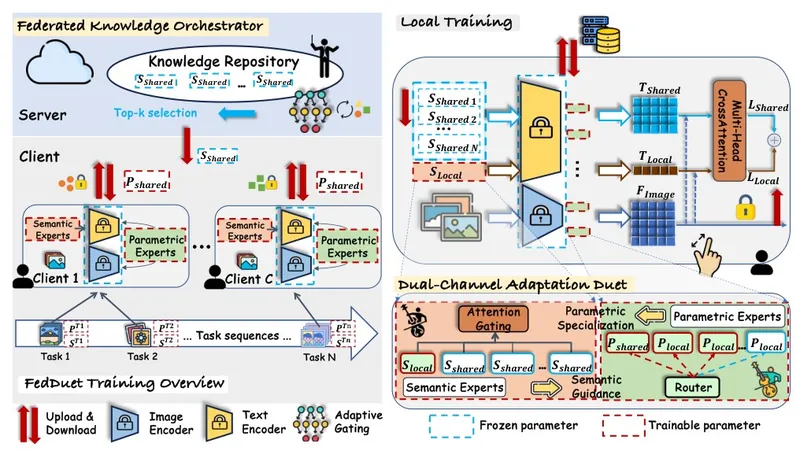 Federated Knowledge Orchestrator
Knowledge Repository
S_Shared S_Shared ... S_Shared
Server
Top-k selection
S_Shared
Client
P_shared
P_shared
Semantic Experts
Parametric Experts
Client 1
...
Semantic Experts
Parametric Experts
Client C
P^T1
S^T1
P^T2
S^T2
... Task sequences ...
P^Tn
S^Tn
Task 1
Task 2
Task N
FedDuet Training Overview
Upload & Download
Image Encoder
Text Encoder
Adaptive Gating
Local Training
S_Shared 1
S_Shared 2
...
S_Shared N
S_Local
T_Shared
T_Local
F_Image
Multi-Head CrossAttention
L_Shared
L_Local
Dual-Channel Adaptation Duet
Attention Gating
S_local S_shared S_shared ... S_shared
Semantic Experts
Semantic Guidance
Parametric Specialization
Parametric Experts
P_shared P_local P_local ... P_local
Router
Frozen parameter
Trainable parameter